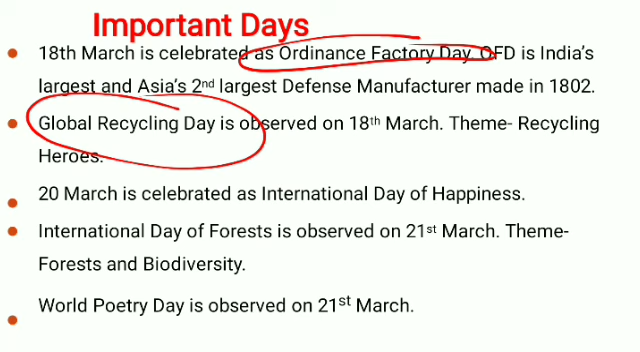 Important Days
18th March is celebrated as Ordinance Factory Day. OFD is India's
largest and Asia's 2nd largest Defense Manufacturer made in 1802.
Global Recycling Day is observed on 18th March. Theme- Recycling
Heroes.
20 March is celebrated as International Day of Happiness.
International Day of Forests is observed on 21st March. Theme-
Forests and Biodiversity.
World Poetry Day is observed on 21st March.